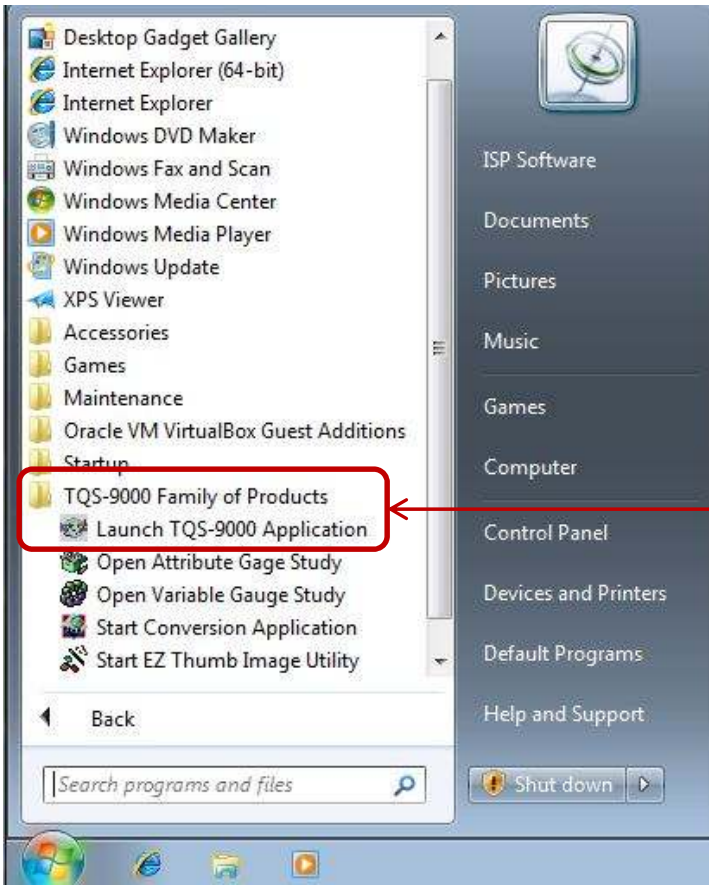 Desktop Gadget Gallery
Internet Explorer (64-bit)
Internet Explorer
Windows DVD Maker
Windows Fax and Scan
Windows Media Center
Windows Media Player
Windows Update
XPS Viewer
Accessories
Games
Maintenance
Oracle VM VirtualBox Guest Additions
Startup
TQS-9000 Family of Products
Launch TQS-9000 Application
Open Attribute Gage Study
Open Variable Gauge Study
Start Conversion Application
Start EZ Thumb Image Utility
Back
Search programs and files
ISP Software
Documents
Pictures
Music
Games
Computer
Control Panel
Devices and Printers
Default Programs
Help and Support
Shut down